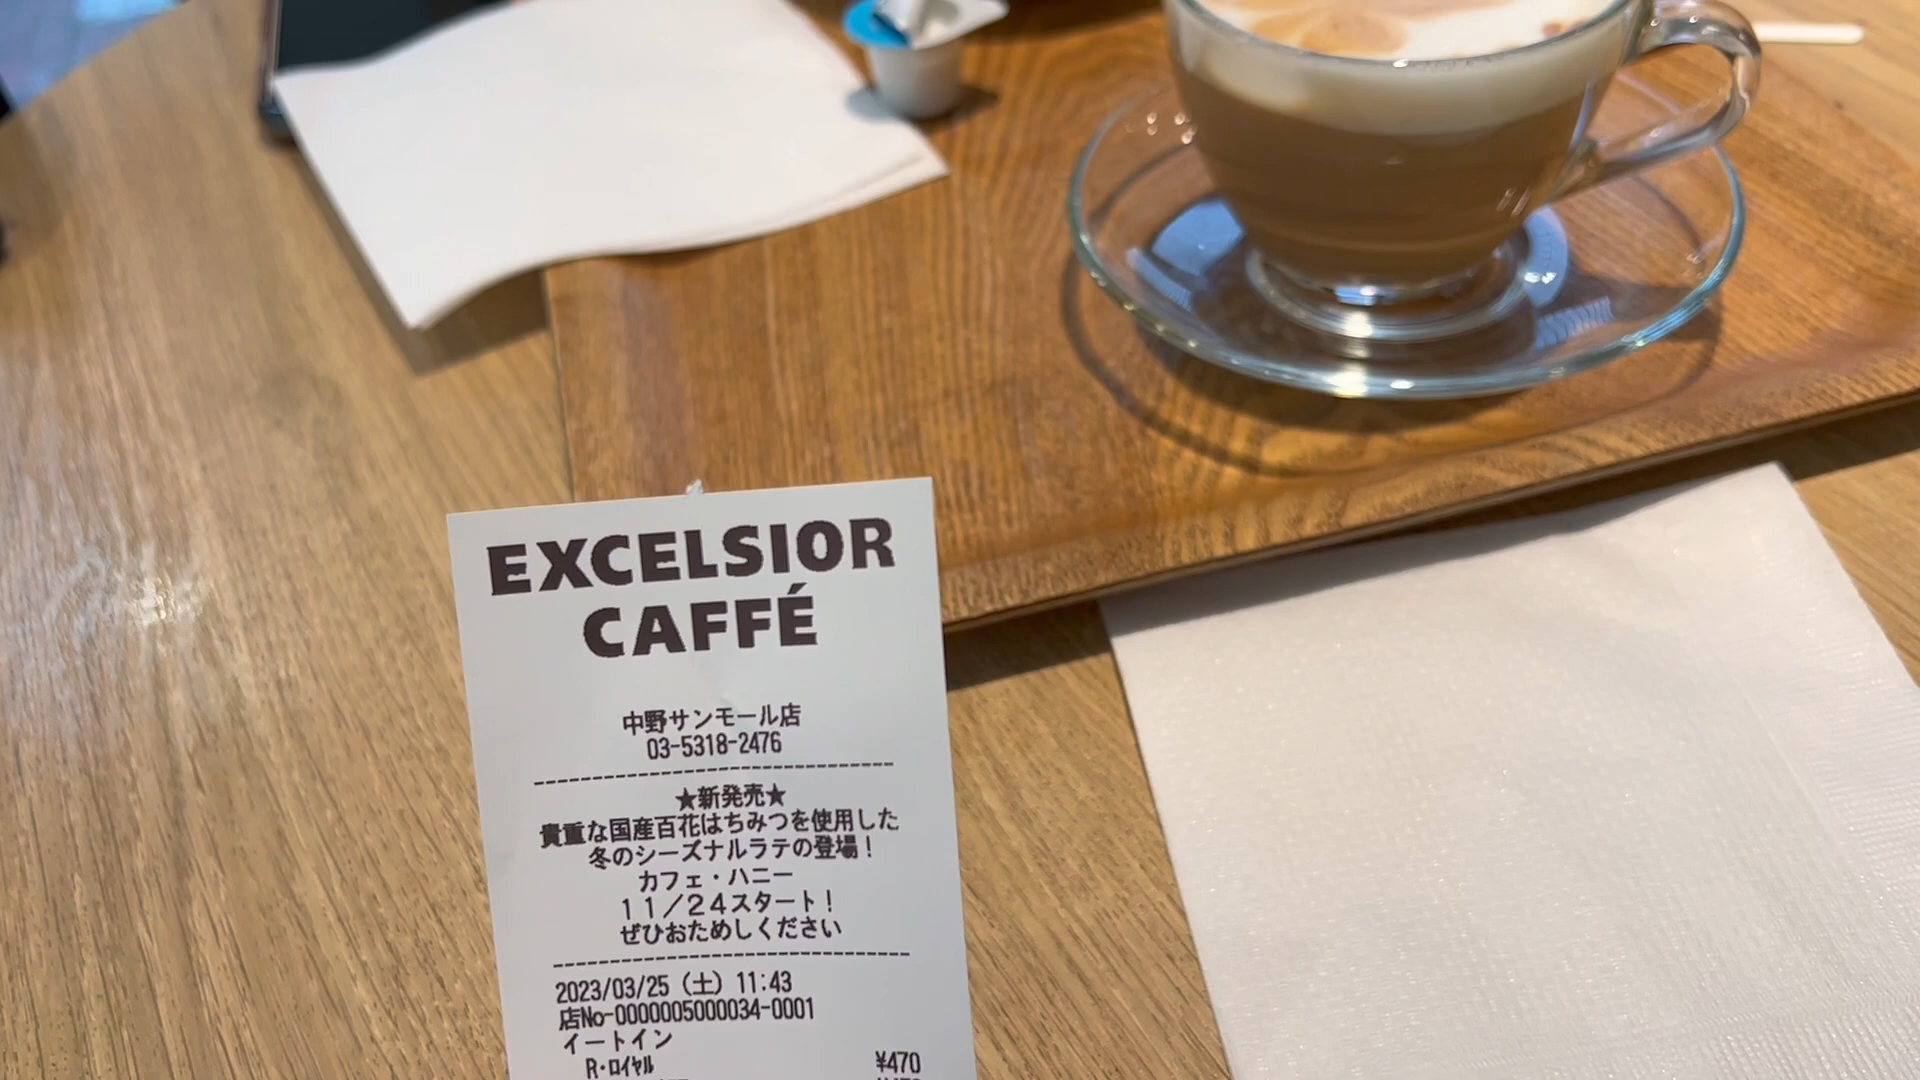 EXCELSIOR
CAFFÉ
中野サンモール店
03-5318-2476
★新発売★
貴重な国産百花はちみつを使用した
冬のシーズナルラテの登場！
カフェ・ハニー
11/24スタート！
ぜひおためしください
2023/03/25 (土) 11:43
店No-0000005000034-0001
イートイン
R・ロイヤル ¥470